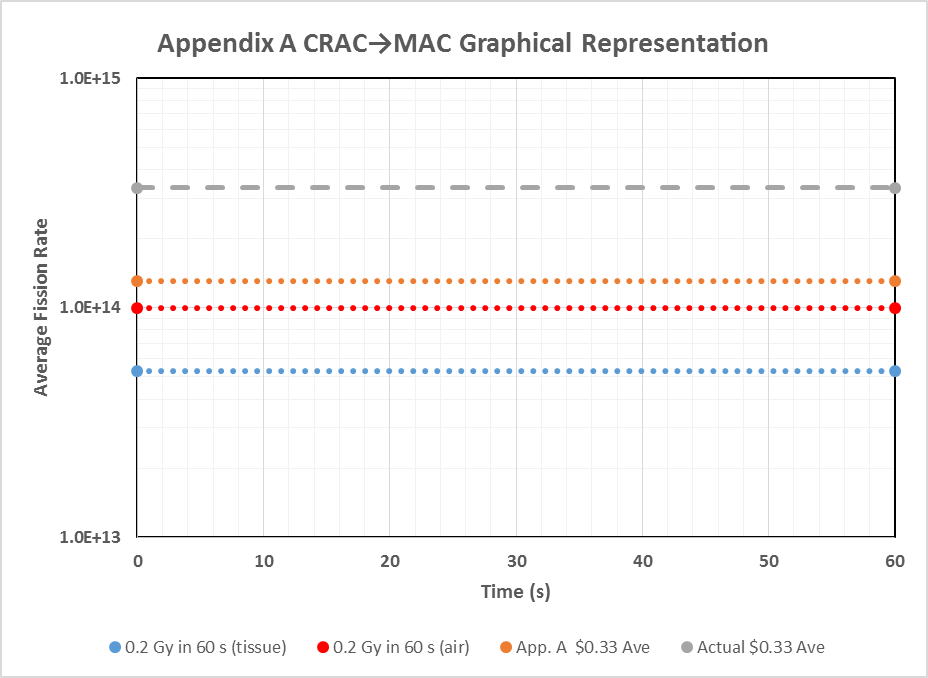 Appendix A CRAC→MAC Graphical Representation
1.0E+15
1.0E+14
1.0E+13
Average Fission Rate
0 10 20 30 40 50 60
Time (s)
0.2 Gy in 60 s (tissue) 0.2 Gy in 60 s (air) App. A $0.33 Ave Actual $0.33 Ave